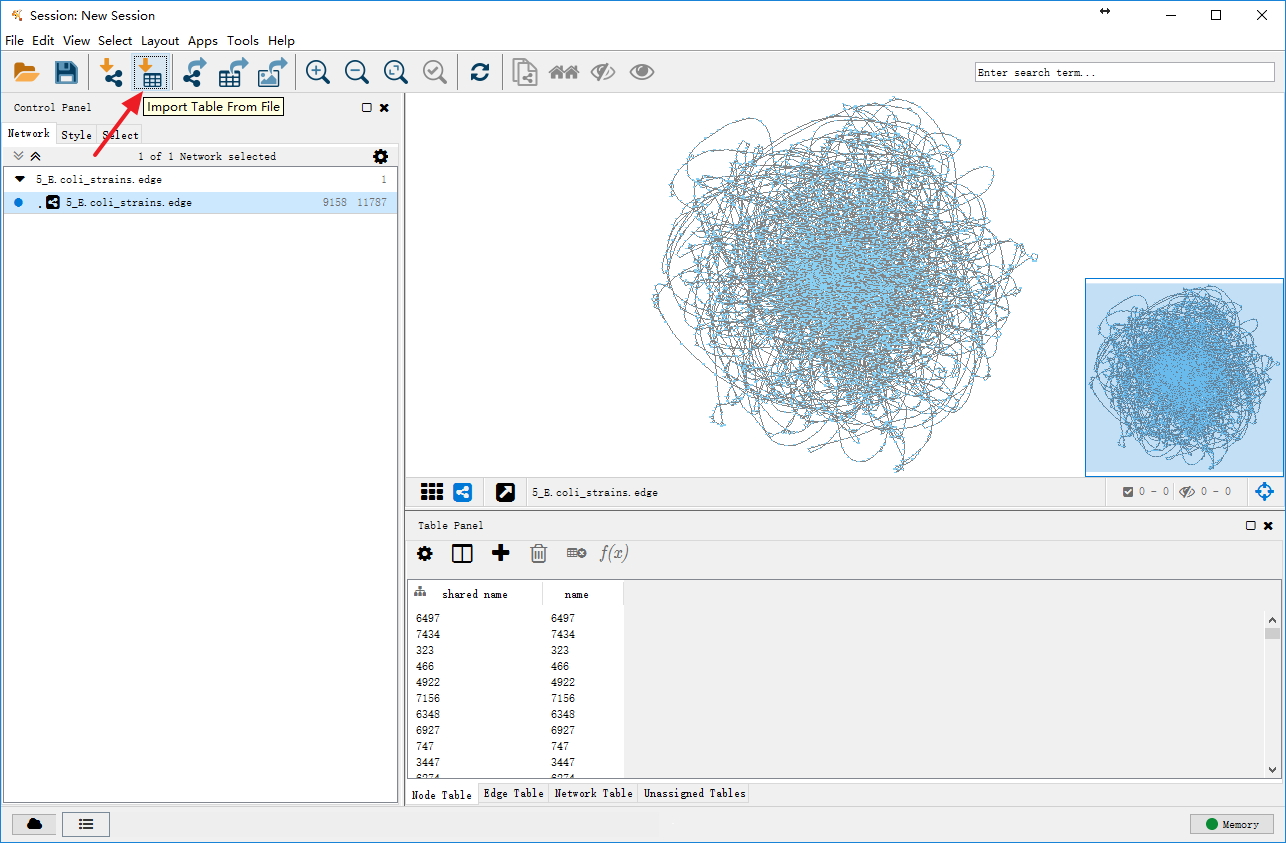 Session: New Session
File Edit View Select Layout Apps Tools Help
Enter search term...
Control Panel
Import Table From File
Network Style Select
1 of 1 Network selected
5_E.coli_strains.edge 1
5_E.coli_strains.edge 9158 11787
5_E.coli_strains.edge
0 - 0 0 - 0
Table Panel
f(x)
shared name name
6497 6497
7434 7434
323 323
466 466
4922 4922
7156 7156
6348 6348
6927 6927
747 747
3447 3447
Node Table Edge Table Network Table Unassigned Tables
Memory